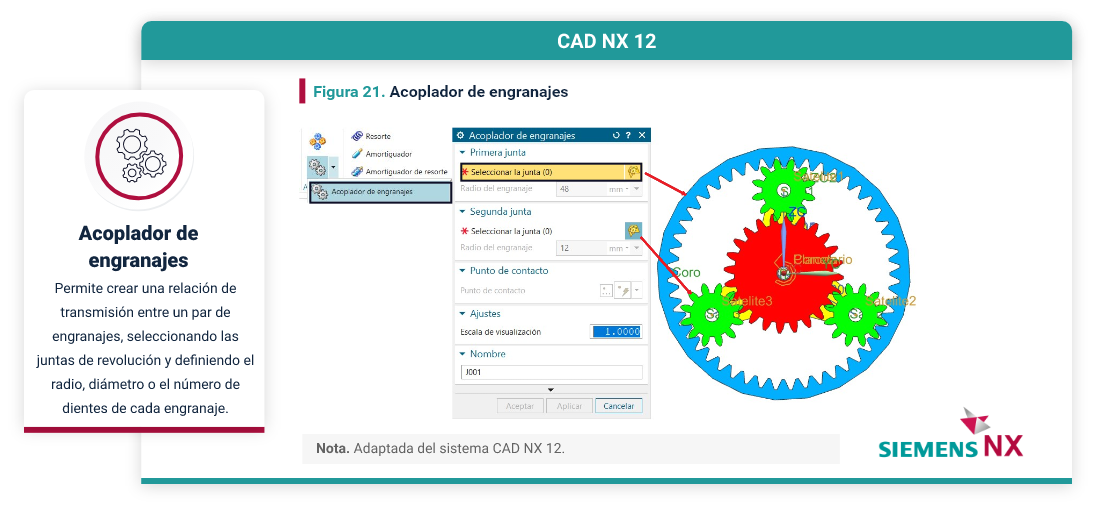 CAD NX 12
Acoplador de
engranajes
Permite crear una relación de
transmisión entre un par de
engranajes, seleccionando las
juntas de revolución y definiendo el
radio, diámetro o el número de
dientes de cada engranaje.
Figura 21. Acoplador de engranajes
Resorte
Amortiguador
Amortiguador de resorte
Acoplador de engranajes
Acoplador de engranajes
Primera junta
* Seleccionar la junta (0)
Radio del engranaje 48 mm
Segunda junta
* Seleccionar la junta (0)
Radio del engranaje 12 mm
Punto de contacto
Punto de contacto
Ajustes
Escala de visualización 1.0000
Nombre
J001
Aceptar Aplicar Cancelar
S
Coro
Satelite3
Satelite2
Sa
Sa
Nota. Adaptada del sistema CAD NX 12.
SIEMENS NX